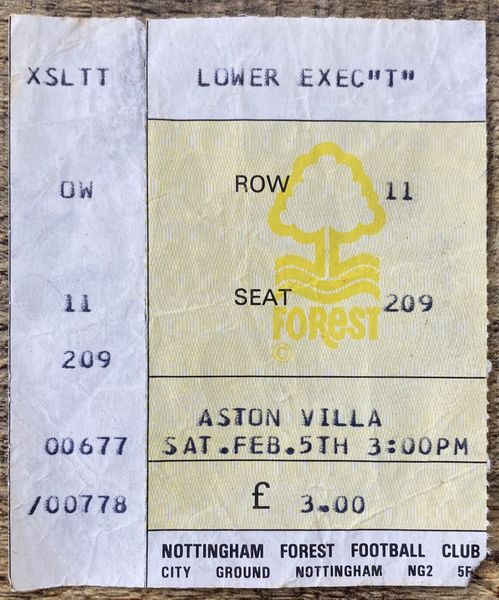 XSLTT LOWER EXEC"T"
OW ROW 11
11 SEAT 209
FOREST
©
209
ASTON VILLA
00677 SAT.FEB.5TH 3:00PM
/00778 £ 3.00
NOTTINGHAM FOREST FOOTBALL CLUB
CITY GROUND NOTTINGHAM NG2